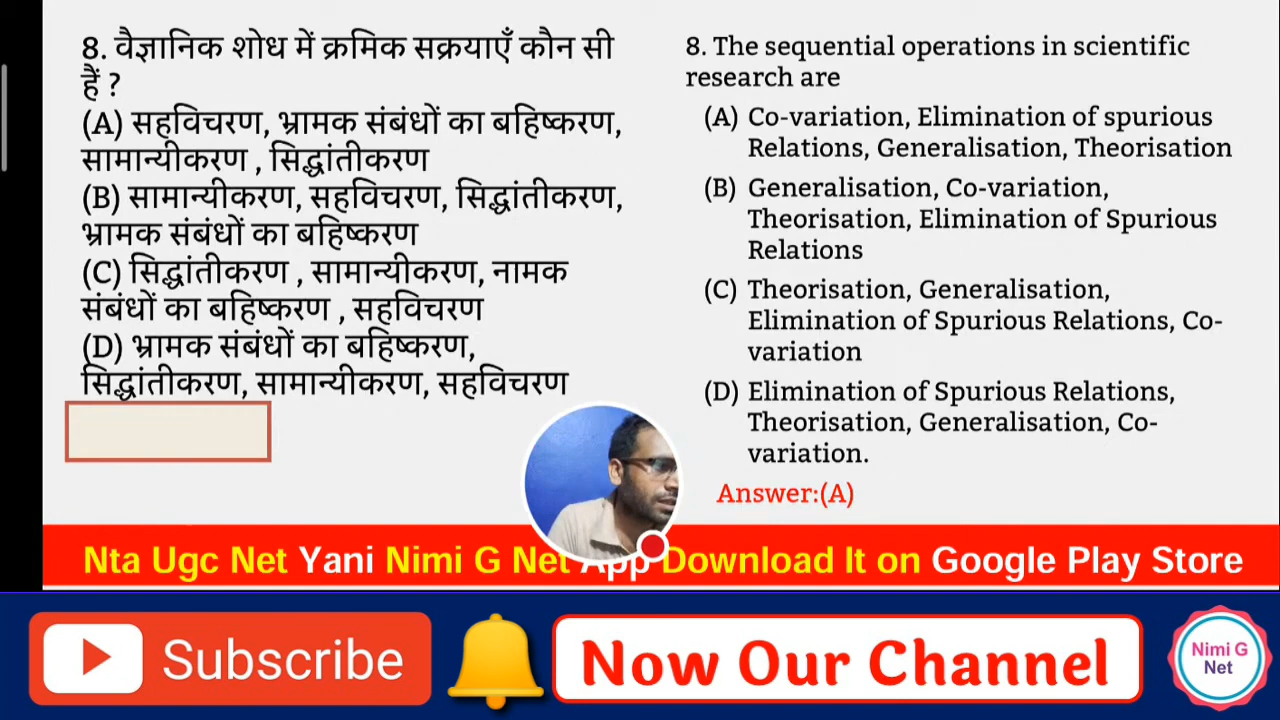 8. वैज्ञानिक शोध में क्रमिक सक्रयाएँ कौन सी
हैं ?
(A) सहविचरण, भ्रामक संबंधों का बहिष्करण,
सामान्यीकरण , सिद्धांतीकरण
(B) सामान्यीकरण, सहविचरण, सिद्धांतीकरण,
भ्रामक संबंधों का बहिष्करण
(C) सिद्धांतीकरण , सामान्यीकरण, नामक
संबंधों का बहिष्करण , सहविचरण
(D) भ्रामक संबंधों का बहिष्करण,
सिद्धांतीकरण, सामान्यीकरण, सहविचरण
8. The sequential operations in scientific
research are
(A) Co-variation, Elimination of spurious
Relations, Generalisation, Theorisation
(B) Generalisation, Co-variation,
Theorisation, Elimination of Spurious
Relations
(C) Theorisation, Generalisation,
Elimination of Spurious Relations, Co-
variation
(D) Elimination of Spurious Relations,
Theorisation, Generalisation, Co-
variation.
Answer:(A)
Nta Ugc Net Yani Nimi G Net App Download It on Google Play Store
Subscribe
Now Our Channel
Nimi G
Net